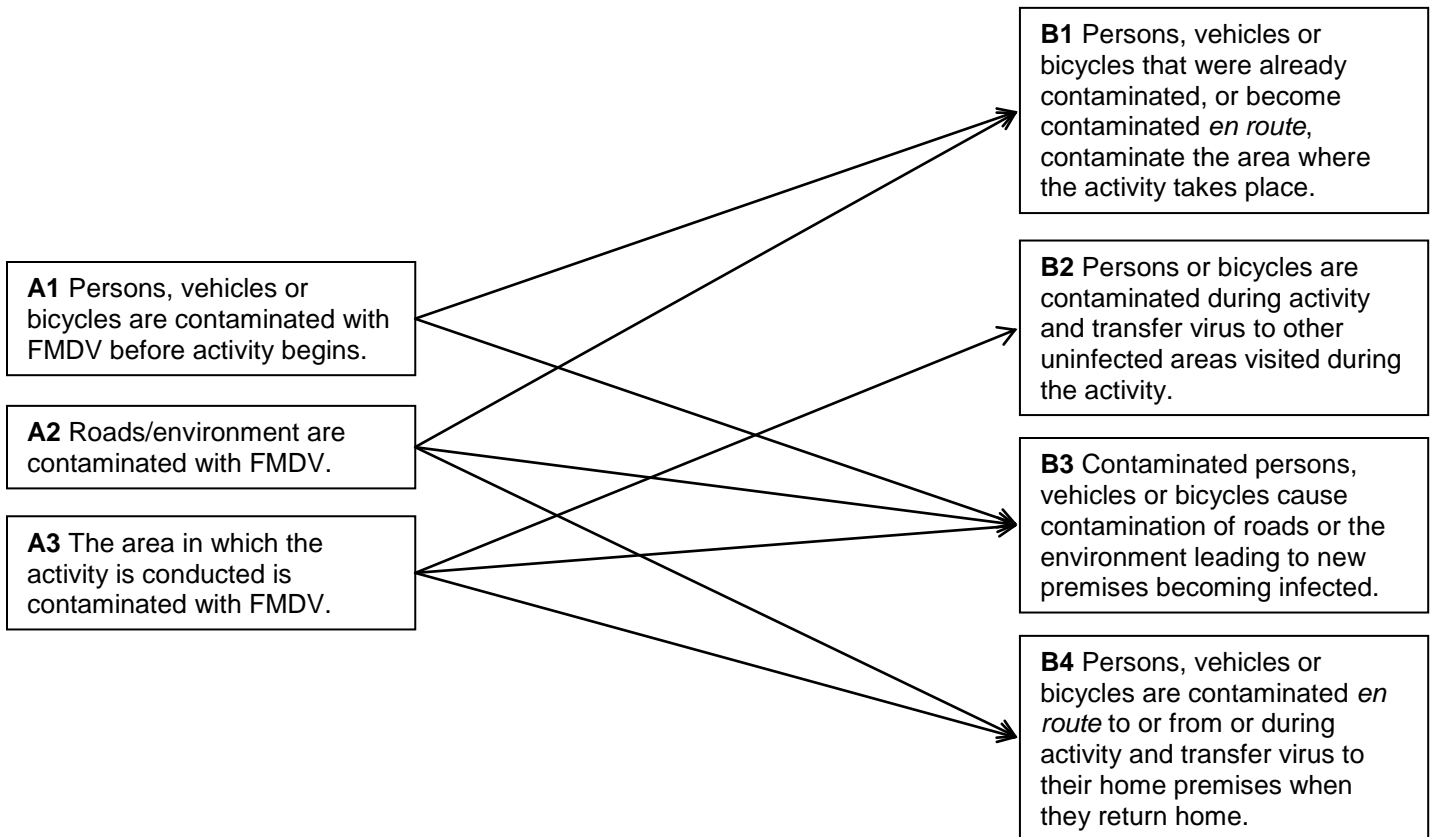 A1 Persons, vehicles or
bicycles are contaminated with
FMDV before activity begins.
A2 Roads/environment are
contaminated with FMDV.
A3 The area in which the
activity is conducted is
contaminated with FMDV.
B1 Persons, vehicles or
bicycles that were already
contaminated, or become
contaminated en route,
contaminate the area where
the activity takes place.
B2 Persons or bicycles are
contaminated during activity
and transfer virus to other
uninfected areas visited during
the activity.
B3 Contaminated persons,
vehicles or bicycles cause
contamination of roads or the
environment leading to new
premises becoming infected.
B4 Persons, vehicles or
bicycles are contaminated en
route to or from or during
activity and transfer virus to
their home premises when
they return home.